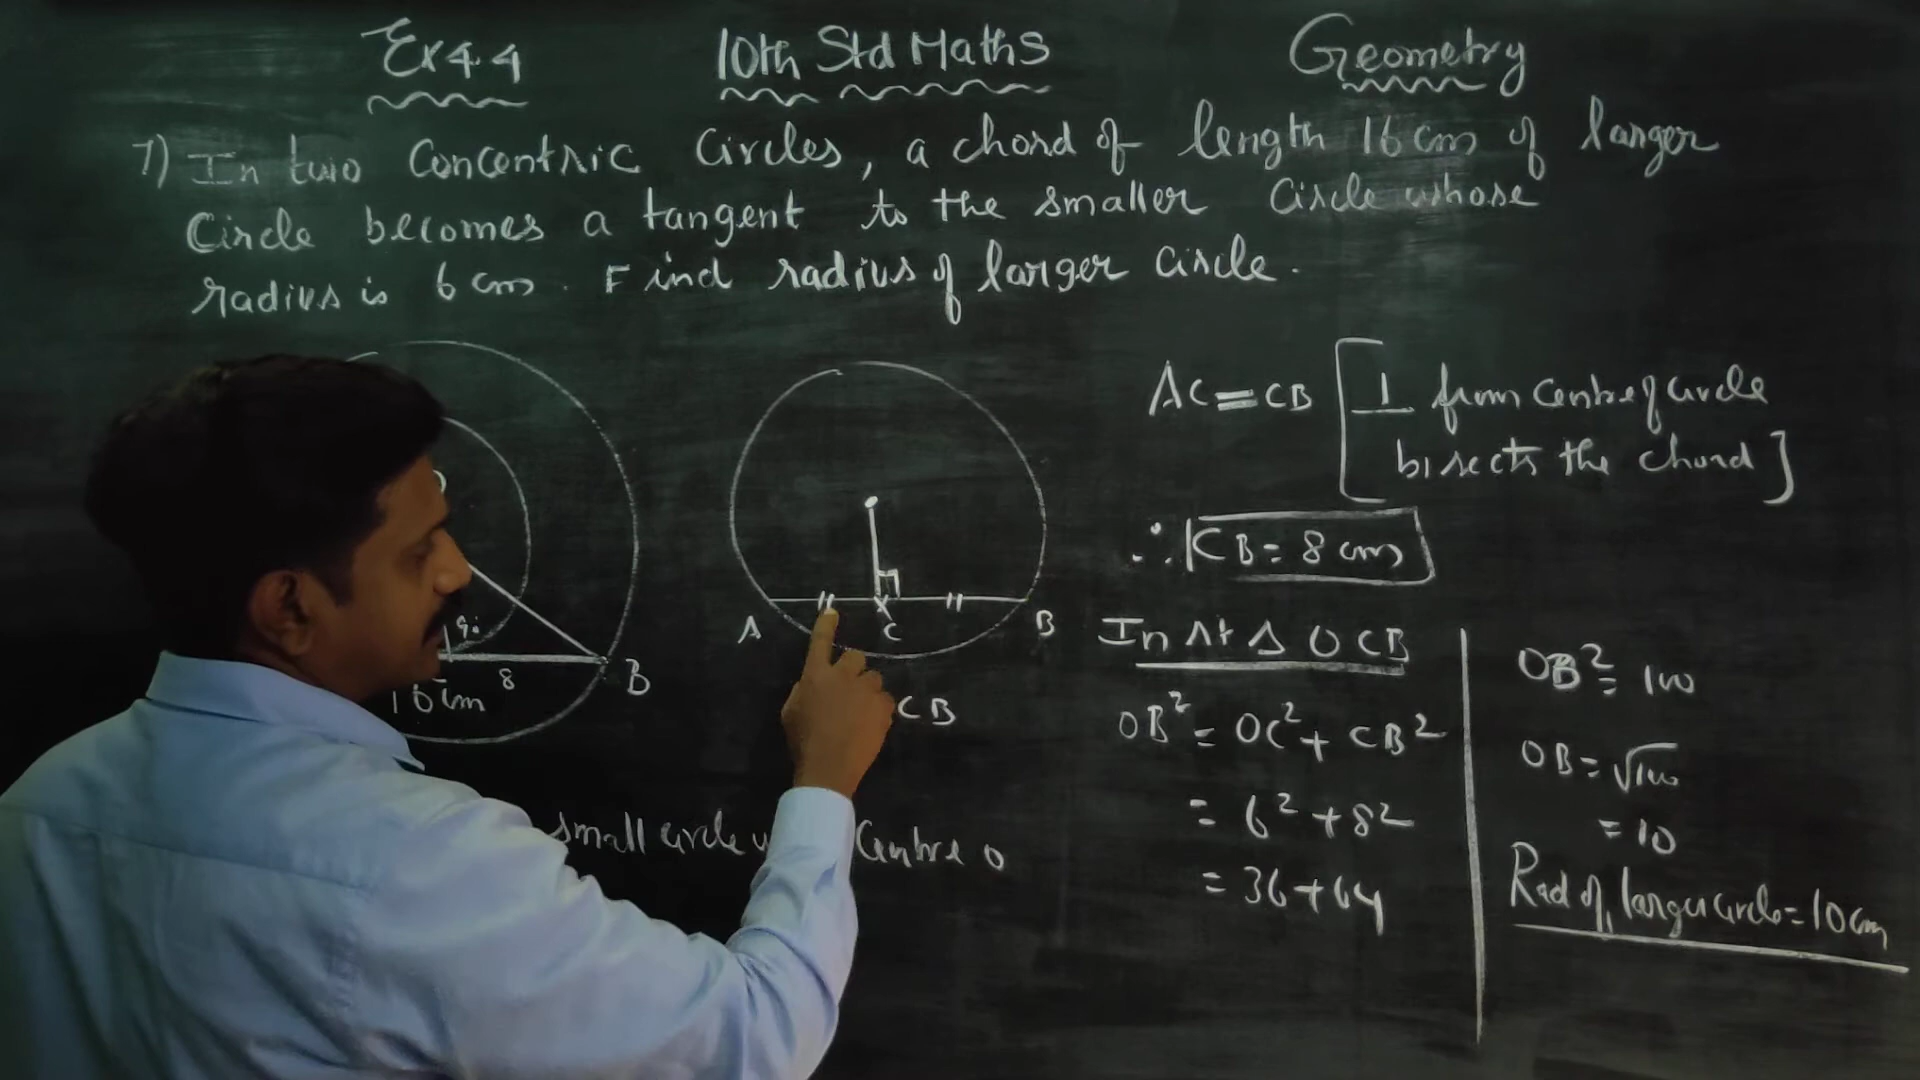 Ex 4.4
10th Std Maths
Geometry
7) In two Concentric Circles, a chord of length 16 cm of larger
Circle becomes a tangent to the smaller Circle whose
radius is 6 cm. Find radius of larger circle.
90
8
16 cm
B
A
C
B
CB
small circle
Centre O
AC = CB [⊥ from centre of circle
bisects the chord]
∴ CB = 8 cm
In rt Δ OCB
OB² = OC² + CB²
= 6² + 8²
= 36 + 64
OB² = 100
OB = √100
= 10
Rad of larger circle = 10 cm